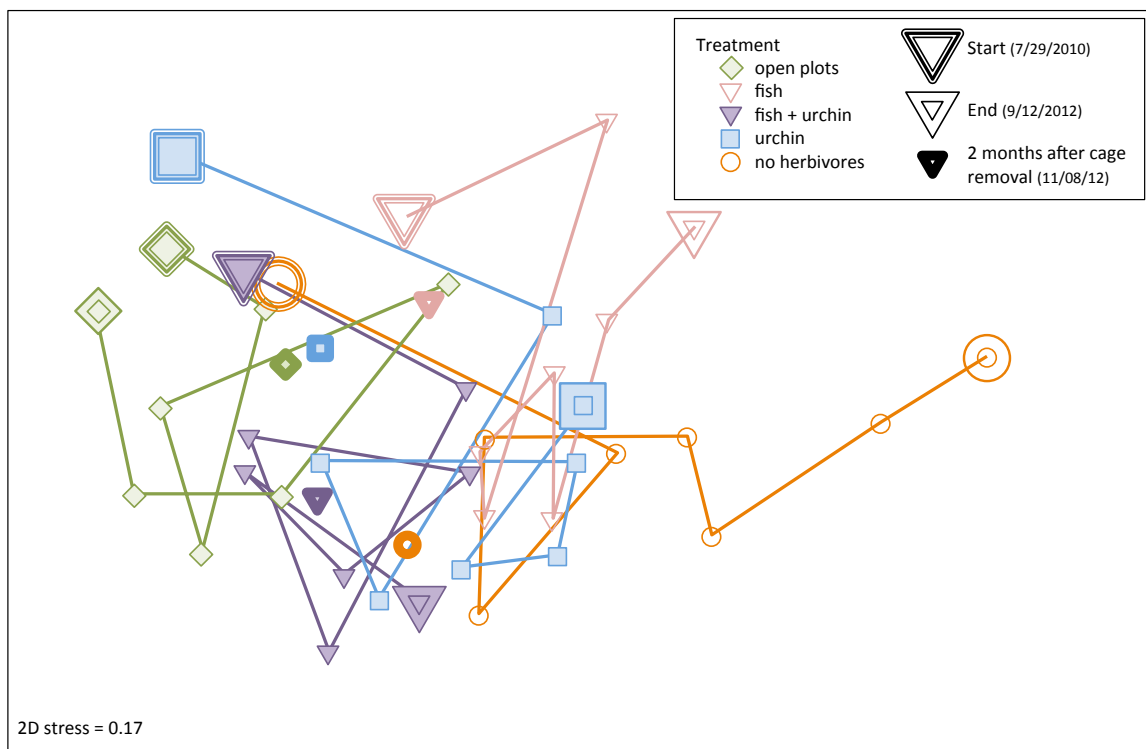 Treatment
open plots
fish
fish + urchin
urchin
no herbivores
Start (7/29/2010)
End (9/12/2012)
2 months after cage
removal (11/08/12)
2D stress = 0.17